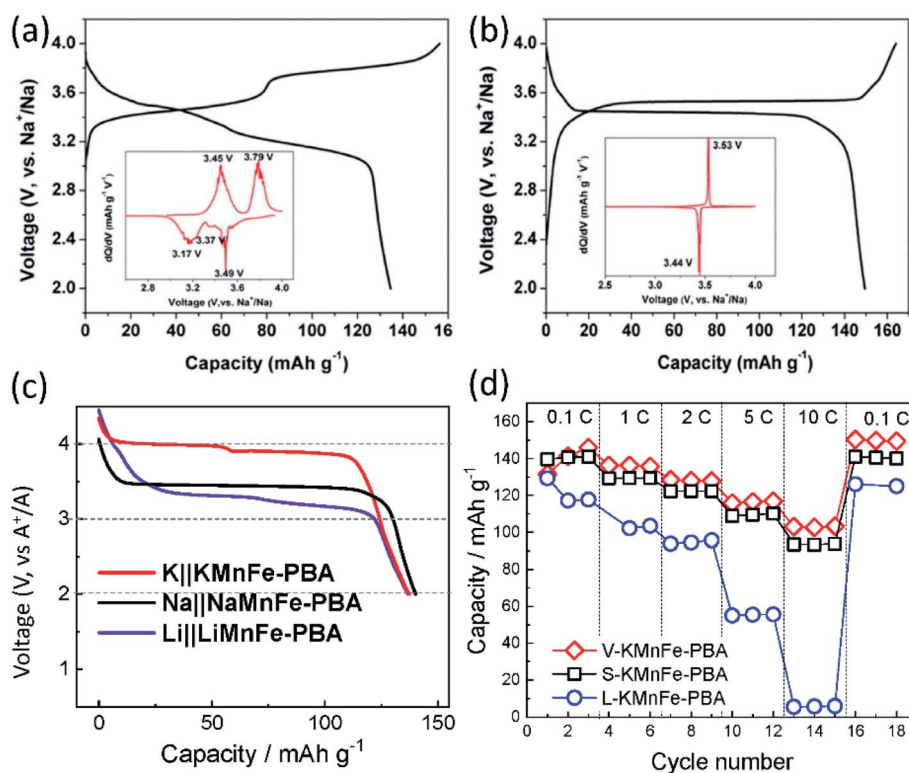 (a)
4.0
3.6
3.2
2.8
2.4
2.0
Voltage (V, vs. Na⁺/Na)
0 20 40 60 80 100 120 140 16
Capacity (mAh g⁻¹)
dQ/dV (mAh g⁻¹ V⁻¹)
3.45 V
3.79 V
3.17 V
3.37 V
3.49 V
2.8 3.2 3.6 4.0
Voltage (V,vs. Na⁺/Na)
(b)
4.0
3.6
3.2
2.8
2.4
2.0
Voltage (V, vs. Na⁺/Na)
0 20 40 60 80 100 120 140 160
Capacity (mAh g⁻¹)
dQ/dV (mAh g⁻¹ V⁻¹)
3.53 V
3.44 V
2.5 3.0 3.5 4.0
Voltage (V,vs. Na⁺/Na)
(c)
4
3
2
1
Voltage (V, vs A⁺/A)
K||KMnFe-PBA
Na||NaMnFe-PBA
Li||LiMnFe-PBA
0 50 100 150
Capacity / mAh g⁻¹
(d)
160
140
120
100
80
60
40
20
0
Capacity / mAh g⁻¹
0.1 C 1 C 2 C 5 C 10 C 0.1 C
V-KMnFe-PBA
S-KMnFe-PBA
L-KMnFe-PBA
0 2 4 6 8 10 12 14 16 18
Cycle number